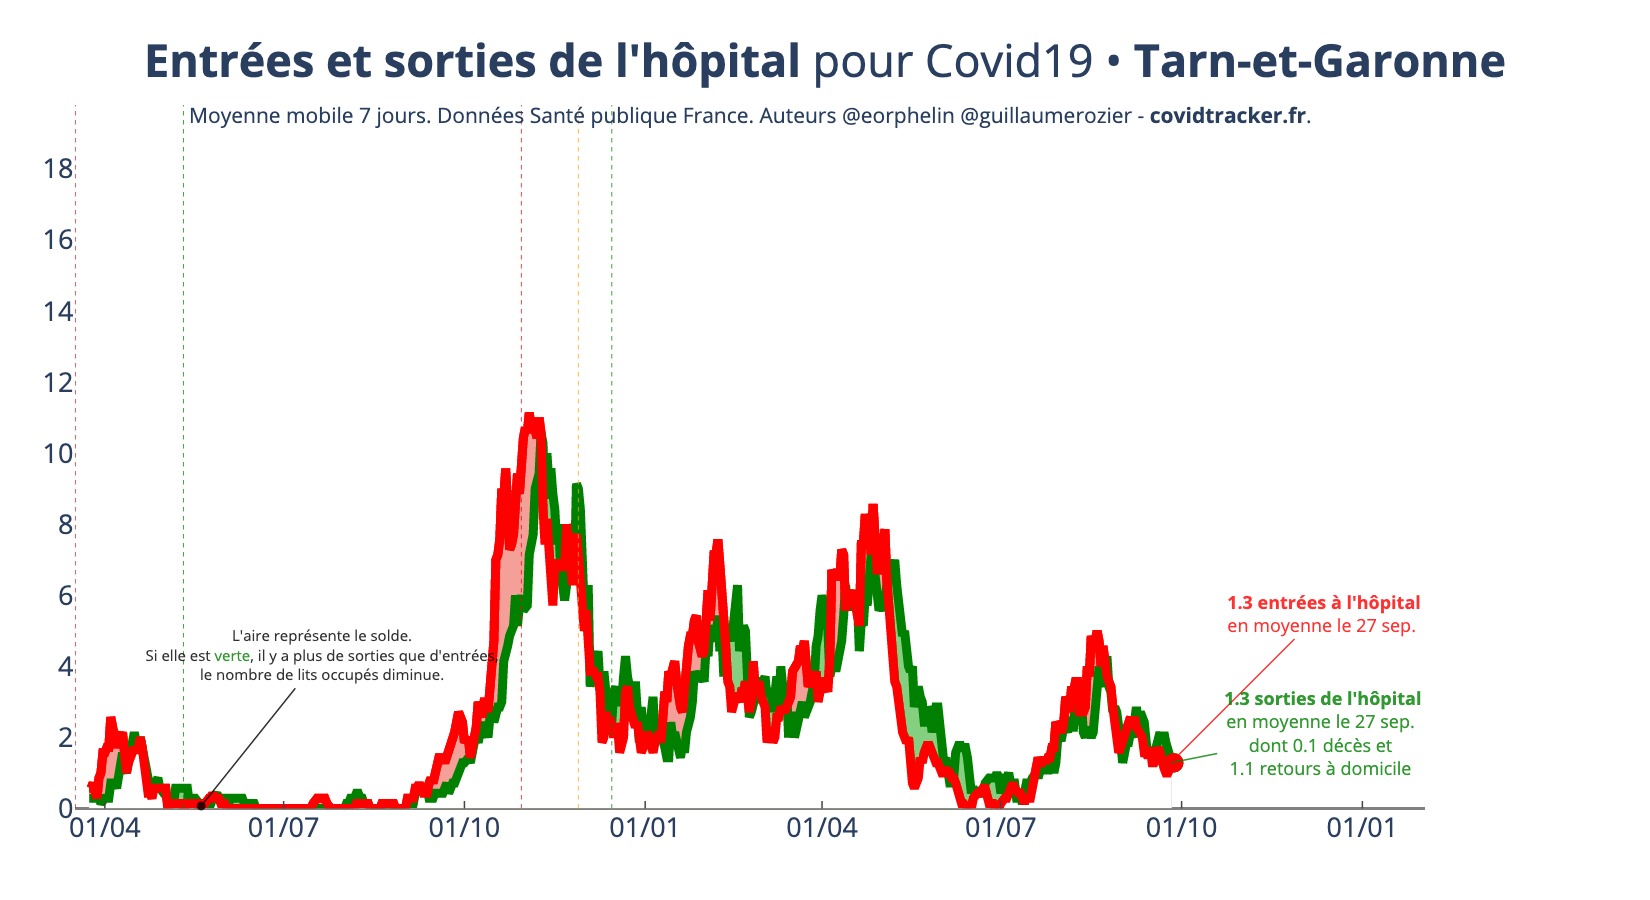 Entrées et sorties de l'hôpital pour Covid19 • Tarn-et-Garonne
Moyenne mobile 7 jours. Données Santé publique France. Auteurs @eorphelin @guillaumerozier - covidtracker.fr.
18
16
14
12
10
8
6
4
2
0
L'aire représente le solde.
Si elle est verte, il y a plus de sorties que d'entrées,
le nombre de lits occupés diminue.
1.3 entrées à l'hôpital
en moyenne le 27 sep.
1.3 sorties de l'hôpital
en moyenne le 27 sep.
dont 0.1 décès et
1.1 retours à domicile
01/04 01/07 01/10 01/01 01/04 01/07 01/10 01/01